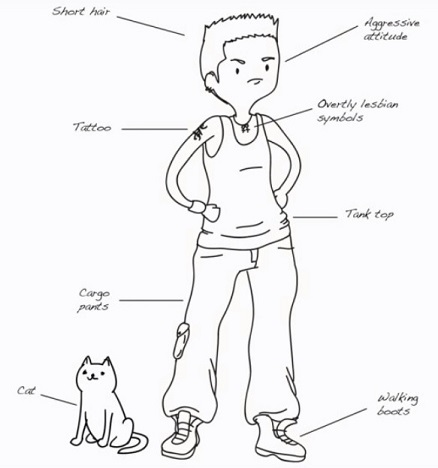 Short hair
Aggressive
attitude
Overtly lesbian
symbols
Tattoo
Tank top
Cargo
pants
Cat
Walking
boots